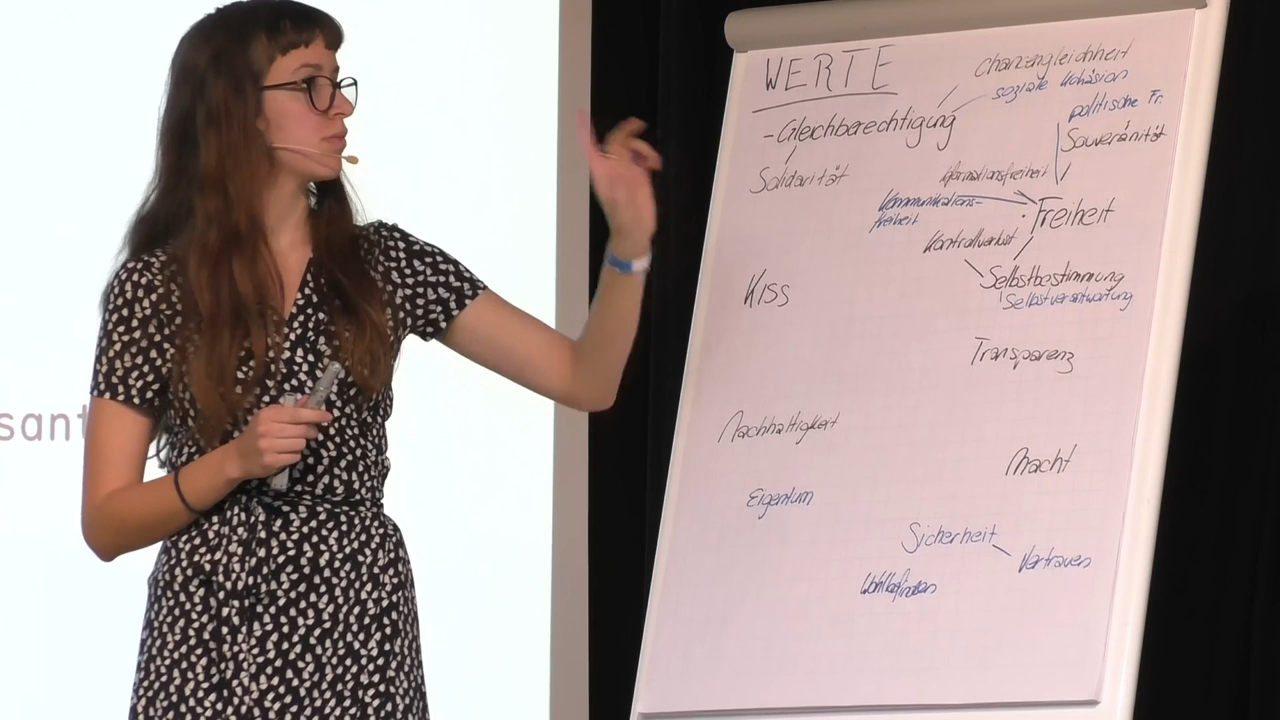 WERTE
Chanzengleichheit
soziale Kohäsion
politische Fr.
- Gleichberechtigung
Souveränität
Solidarität
Informationsfreiheit
Kommunikations-
freiheit
Freiheit
Kontrollverlust
Selbstbestimmung
Selbstverantwortung
KISS
Transparenz
sant
Nachhaltigkeit
Macht
Eigentum
Sicherheit
Vertrauen
Wohlbefinden